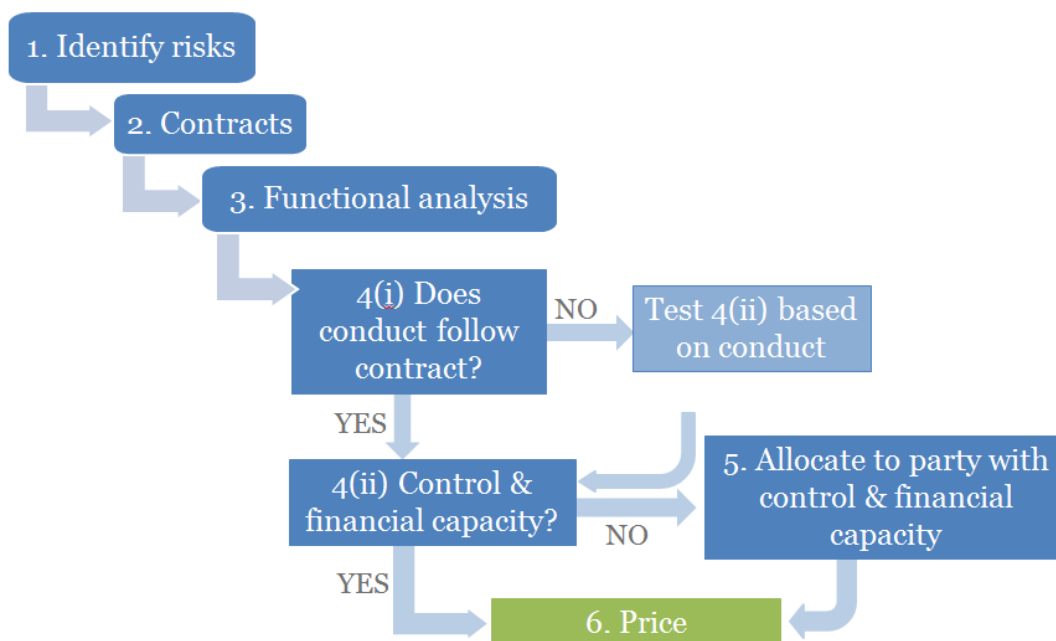 1. Identify risks
2. Contracts
3. Functional analysis
4(i) Does
conduct follow
contract?
NO
Test 4(ii) based
on conduct
YES
4(ii) Control &
financial capacity?
NO
5. Allocate to party with
control & financial
capacity
YES
6. Price